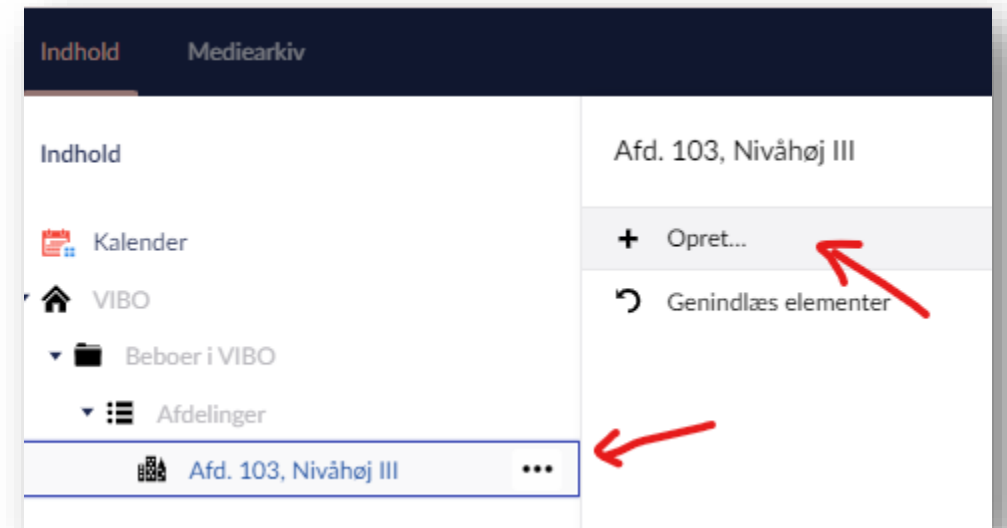 Indhold Mediearkiv
Indhold
Kalender
VIBO
Beboer i VIBO
Afdelinger
Afd. 103, Nivåhøj III
Afd. 103, Nivåhøj III
Opret...
Genindlæs elementer